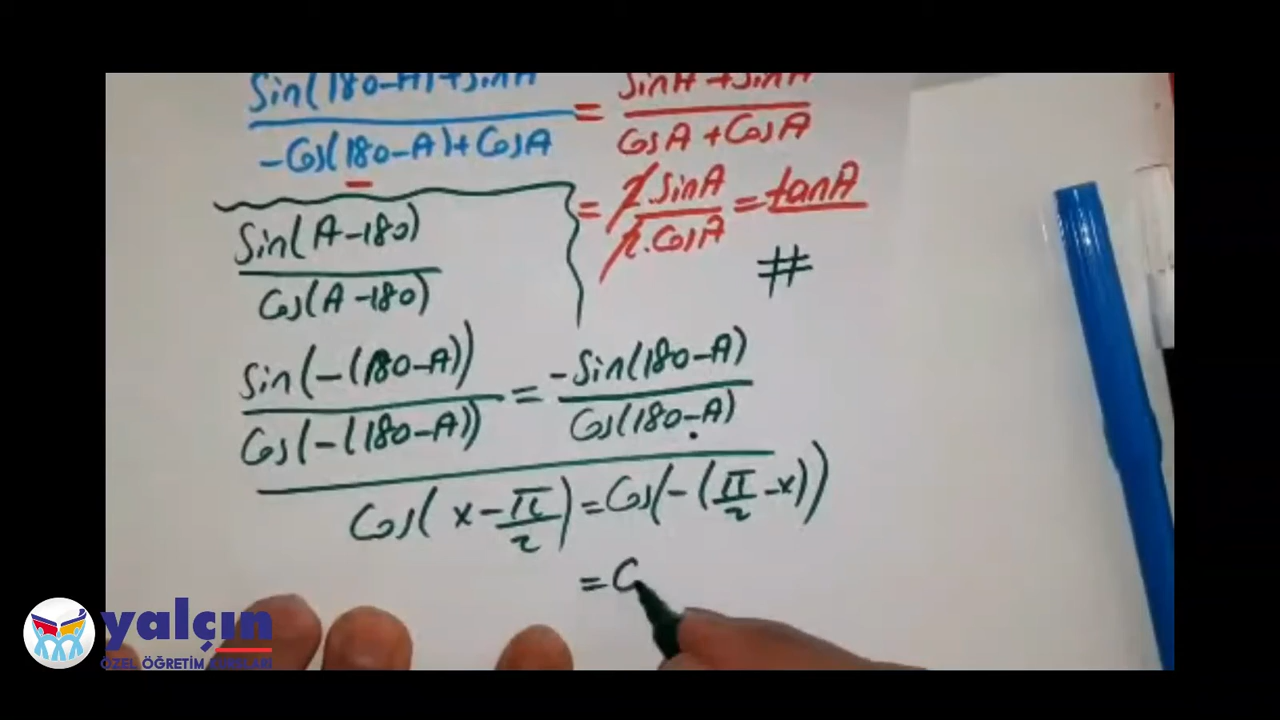 Sin(180-A)+SinA / -Cos(180-A)+CosA = SinA+SinA / CosA+CosA
= 2.SinA / 2.CosA = tanA
#
Sin(A-180) / Cos(A-180)
Sin(-(180-A)) / Cos(-(180-A)) = -Sin(180-A) / Cos(180-A)
Cos(x-π/2) = Cos(-(π/2-x))
= C
yalçın
ÖZEL ÖĞRETİM KURSLARI